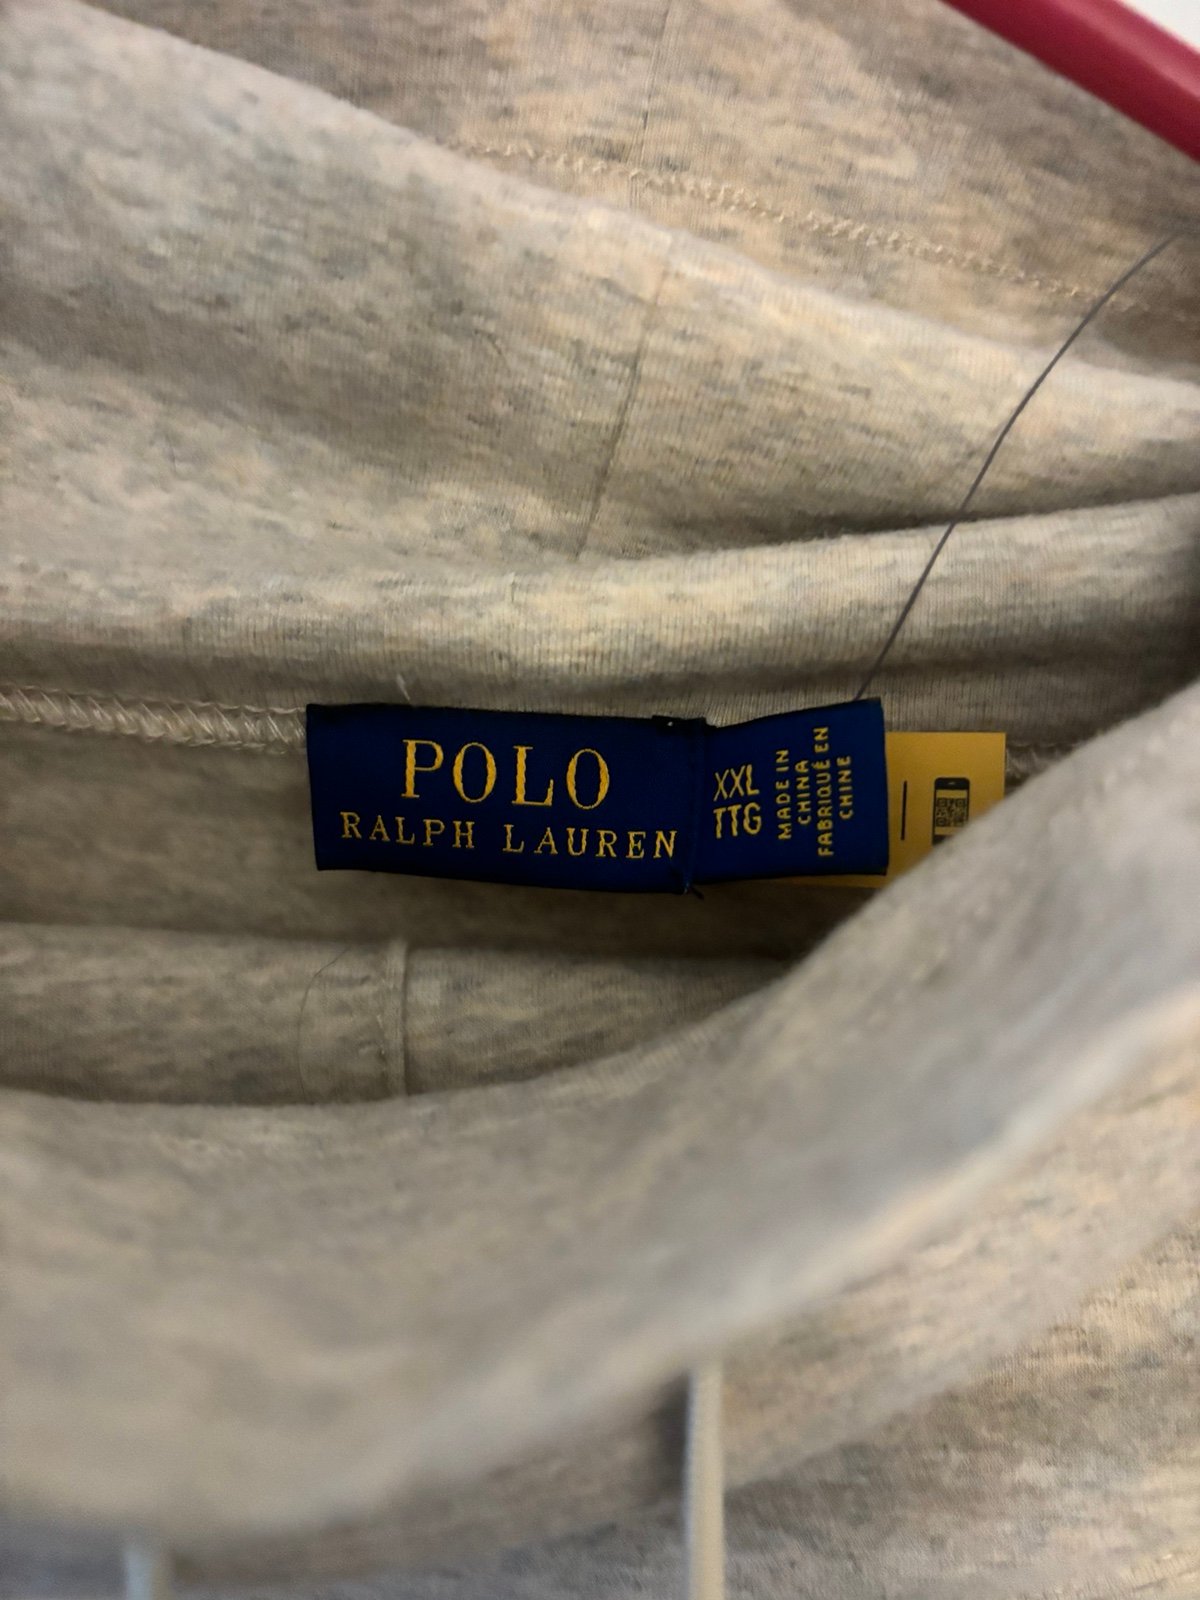 POLO
RALPH LAUREN
XXL
TTG
MADE IN
CHINA
FABRIQUÉ EN
CHINE